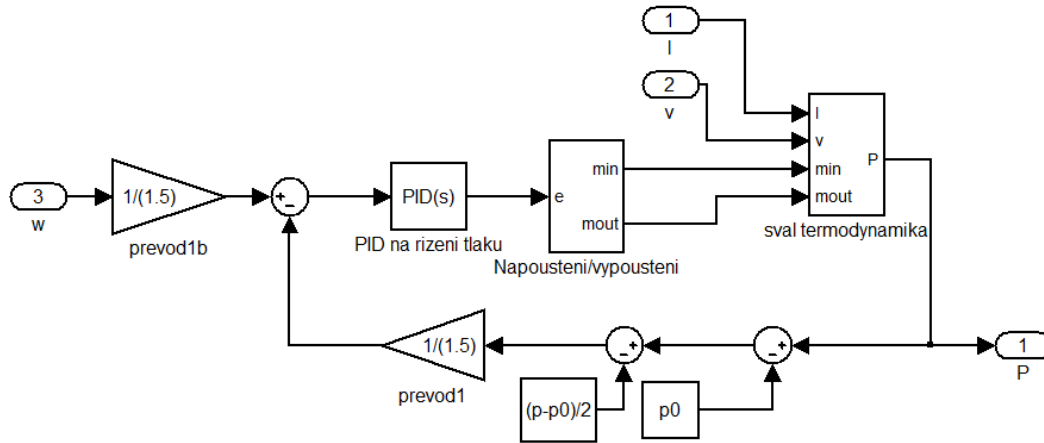 1
l
2
v
l
v
min
mout
P
sval termodynamika
3
w
1/(1.5)
prevod1b
+
−
PID(s)
PID na rizeni tlaku
e
min
mout
Napousteni/vypousteni
1/(1.5)
prevod1
+
−
(p-p0)/2
+
−
p0
1
P